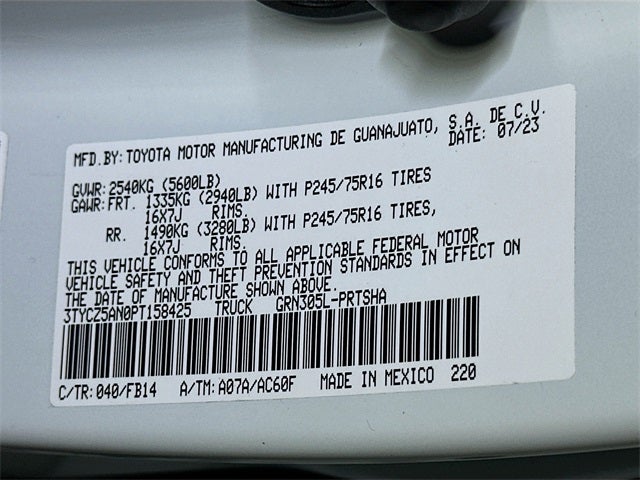 MFD.BY: TOYOTA MOTOR MANUFACTURING DE GUANAJUATO, S.A. DE C.V.
DATE: 07/23
GVWR: 2540KG (5600LB)
GAWR: FRT. 1335KG (2940LB) WITH P245/75R16 TIRES
16X7J RIMS.
RR. 1490KG (3280LB) WITH P245/75R16 TIRES,
16X7J RIMS.
THIS VEHICLE CONFORMS TO ALL APPLICABLE FEDERAL MOTOR
VEHICLE SAFETY AND THEFT PREVENTION STANDARDS IN EFFECT ON
THE DATE OF MANUFACTURE SHOWN ABOVE.
3TYCZ5AN0PT158425 TRUCK GRN305L-PRTSHA
C/TR: 040/FB14 A/TM: A07A/AC60F MADE IN MEXICO 220